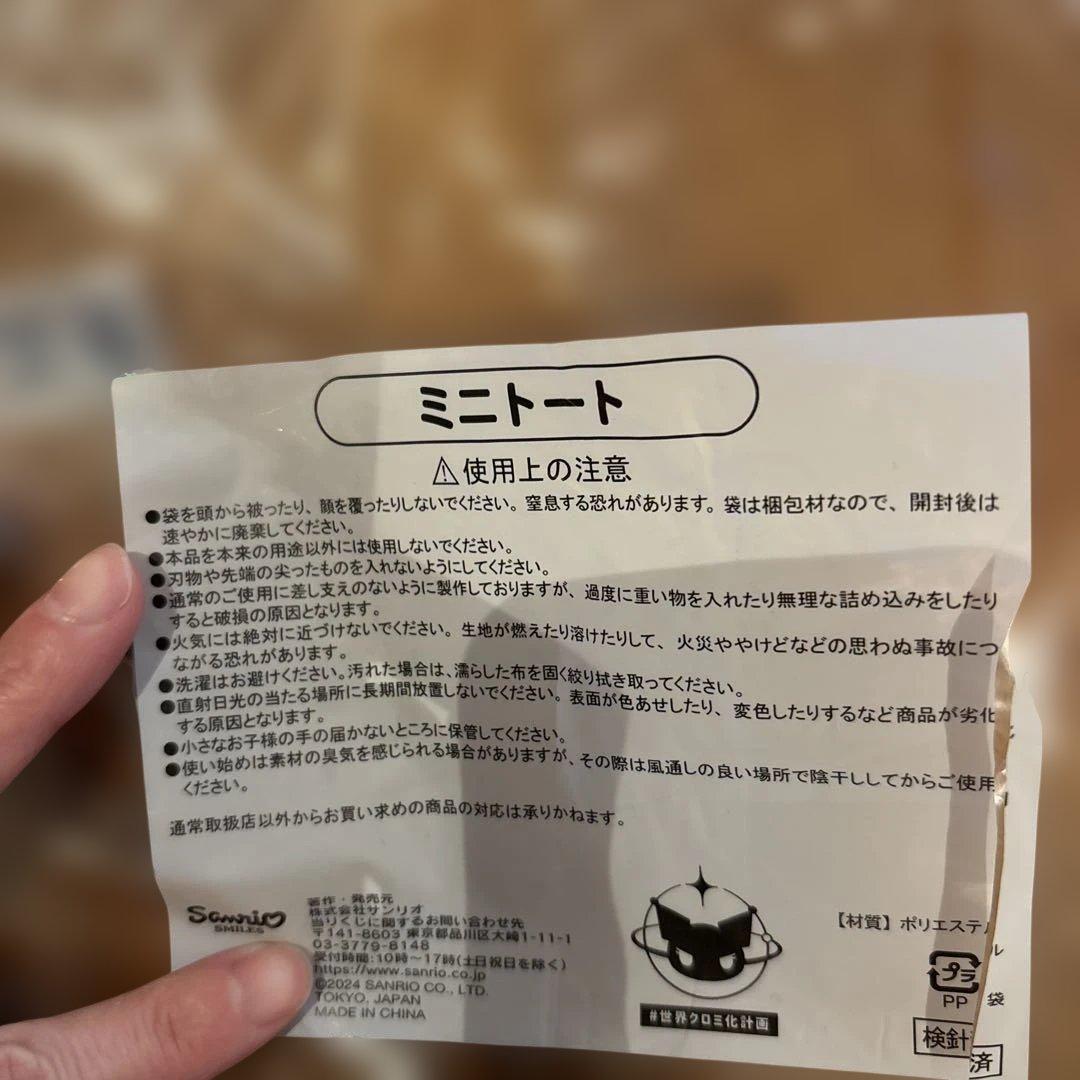 ミニトート
⚠使用上の注意
●袋を頭から被ったり、顔を覆ったりしないでください。窒息する恐れがあります。袋は梱包材なので、開封後は
速やかに廃棄してください。
●本品を本来の用途以外には使用しないでください。
●刃物や先端の尖ったものを入れないようにしてください。
●通常のご使用に差し支えのないように製作しておりますが、過度に重い物を入れたり無理な詰め込みをしたり
すると破損の原因となります。
●火気には絶対に近づけないでください。生地が燃えたり溶けたりして、火災ややけどなどの思わぬ事故につ
ながる恐れがあります。
●洗濯はお避けください。汚れた場合は、濡らした布を固く絞り拭き取ってください。
●直射日光の当たる場所に長期間放置しないでください。表面が色あせしたり、変色したりするなど商品が劣化
する原因となります。
●小さなお子様の手の届かないところに保管してください。
●使い始めは素材の臭気を感じられる場合がありますが、その際は風通しの良い場所で陰干ししてからご使用
ください。
通常取扱店以外からお買い求めの商品の対応は承りかねます。
Sanrio
SMILES
著作・発売元
株式会社サンリオ
当りくじに関するお問い合わせ先
〒141-8603 東京都品川区大崎1-11-1
03-3779-8148
受付時間:10時～17時(土日祝日を除く)
https://www.sanrio.co.jp
©2024 SANRIO CO., LTD.
TOKYO, JAPAN
MADE IN CHINA
#世界クロミ化計画
【材質】ポリエステル
プラ
PP 袋
検針済